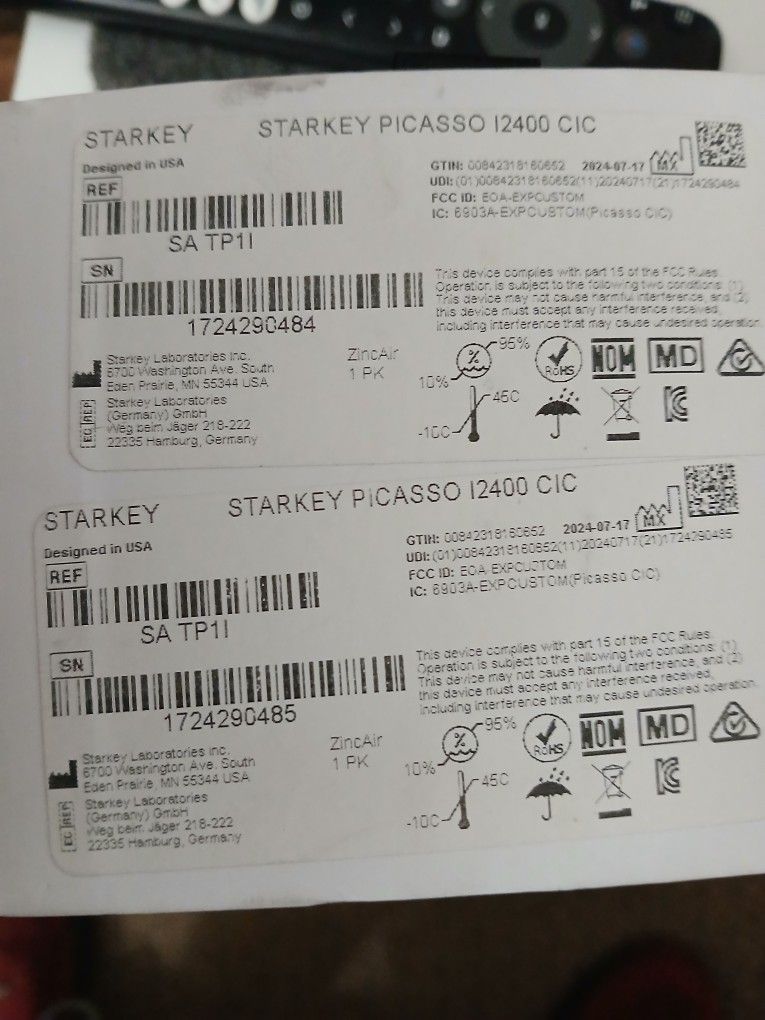 STARKEY
STARKEY PICASSO I2400 CIC
Designed in USA
REF
SA TP1I
GTIN: 00842318160652 2024-07-17 MX
UDI: (01)00842318160652(11)20240717(21)1724290484
FCC ID: EOA-EXPCUSTOM
IC: 6903A-EXPCUSTOM(Picasso CIC)
SN
1724290484
This device complies with part 15 of the FCC Rules.
Operation is subject to the following two conditions: (1)
This device may not cause harmful interference, and (2)
this device must accept any interference received,
including interference that may cause undesired operation.
Starkey Laboratories Inc.
6700 Washington Ave. South
Eden Prairie, MN 55344 USA
EC REP
Starkey Laboratories
(Germany) GmbH
Weg beim Jäger 218-222
22335 Hamburg, Germany
ZincAir
1 PK
%
95%
10%
RoHS
NOM
MD
45C
-10C
STARKEY
STARKEY PICASSO I2400 CIC
Designed in USA
REF
SA TP1I
GTIN: 00842318160652 2024-07-17 MX
UDI: (01)00842318160652(11)20240717(21)1724290485
FCC ID: EOA-EXPCUSTOM
IC: 6903A-EXPCUSTOM(Picasso CIC)
SN
1724290485
This device complies with part 15 of the FCC Rules.
Operation is subject to the following two conditions: (1)
This device may not cause harmful interference, and (2)
this device must accept any interference received,
including interference that may cause undesired operation.
Starkey Laboratories Inc.
6700 Washington Ave. South
Eden Prairie, MN 55344 USA
EC REP
Starkey Laboratories
(Germany) GmbH
Weg beim Jäger 218-222
22335 Hamburg, Germany
ZincAir
1 PK
%
95%
10%
RoHS
NOM
MD
45C
-10C